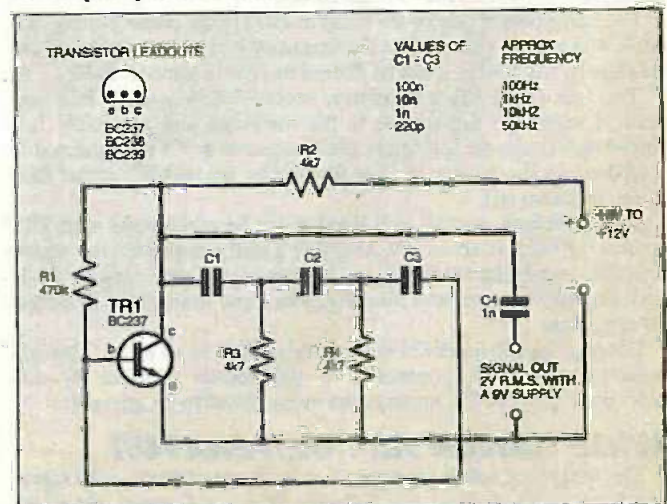 TRANSISTOR LEADOUTS
e b c
BC237
BC238
BC239
VALUES OF
C1 - C3
100n
10n
1n
220p
APPROX
FREQUENCY
100Hz
1kHz
10kHZ
50kHz
R2
4k7
+
TO
+12V
R1
470k
C1
C2
C3
TR1
BC237
b
c
e
R3
4k7
R4
4k7
C4
1n
-
SIGNAL OUT
2V R.M.S. WITH
A 9V SUPPLY